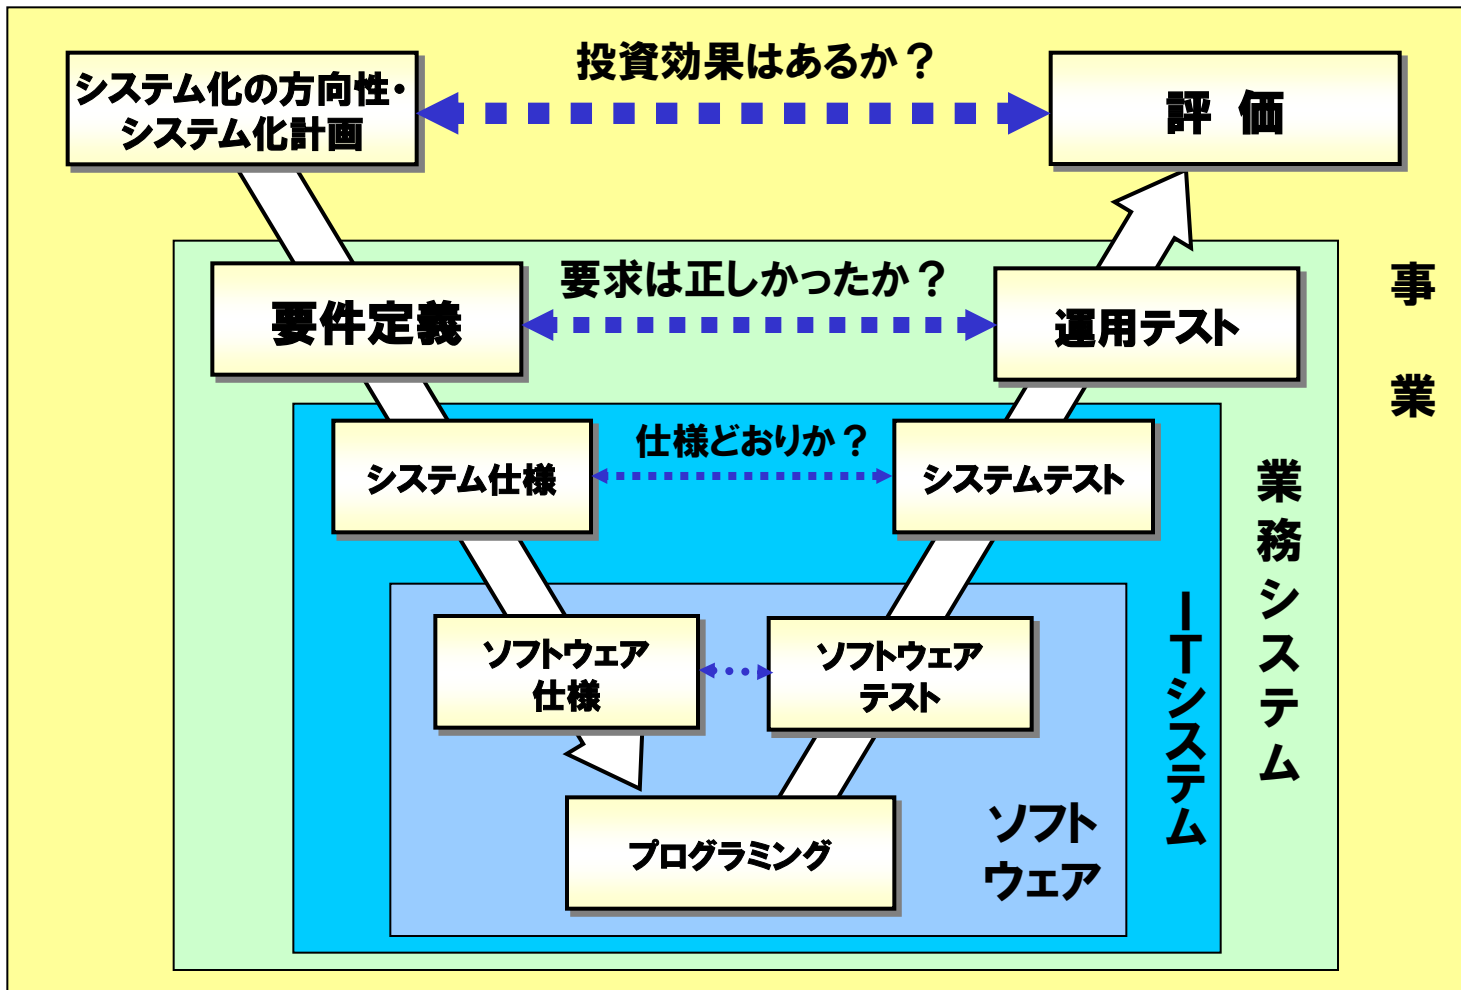 システム化の方向性・
システム化計画
投資効果はあるか？
評 価
要件定義
要求は正しかったか？
運用テスト
事業
システム仕様
仕様どおりか？
システムテスト
業務システム
ソフトウェア
仕様
ソフトウェア
テスト
ITシステム
プログラミング
ソフト
ウェア